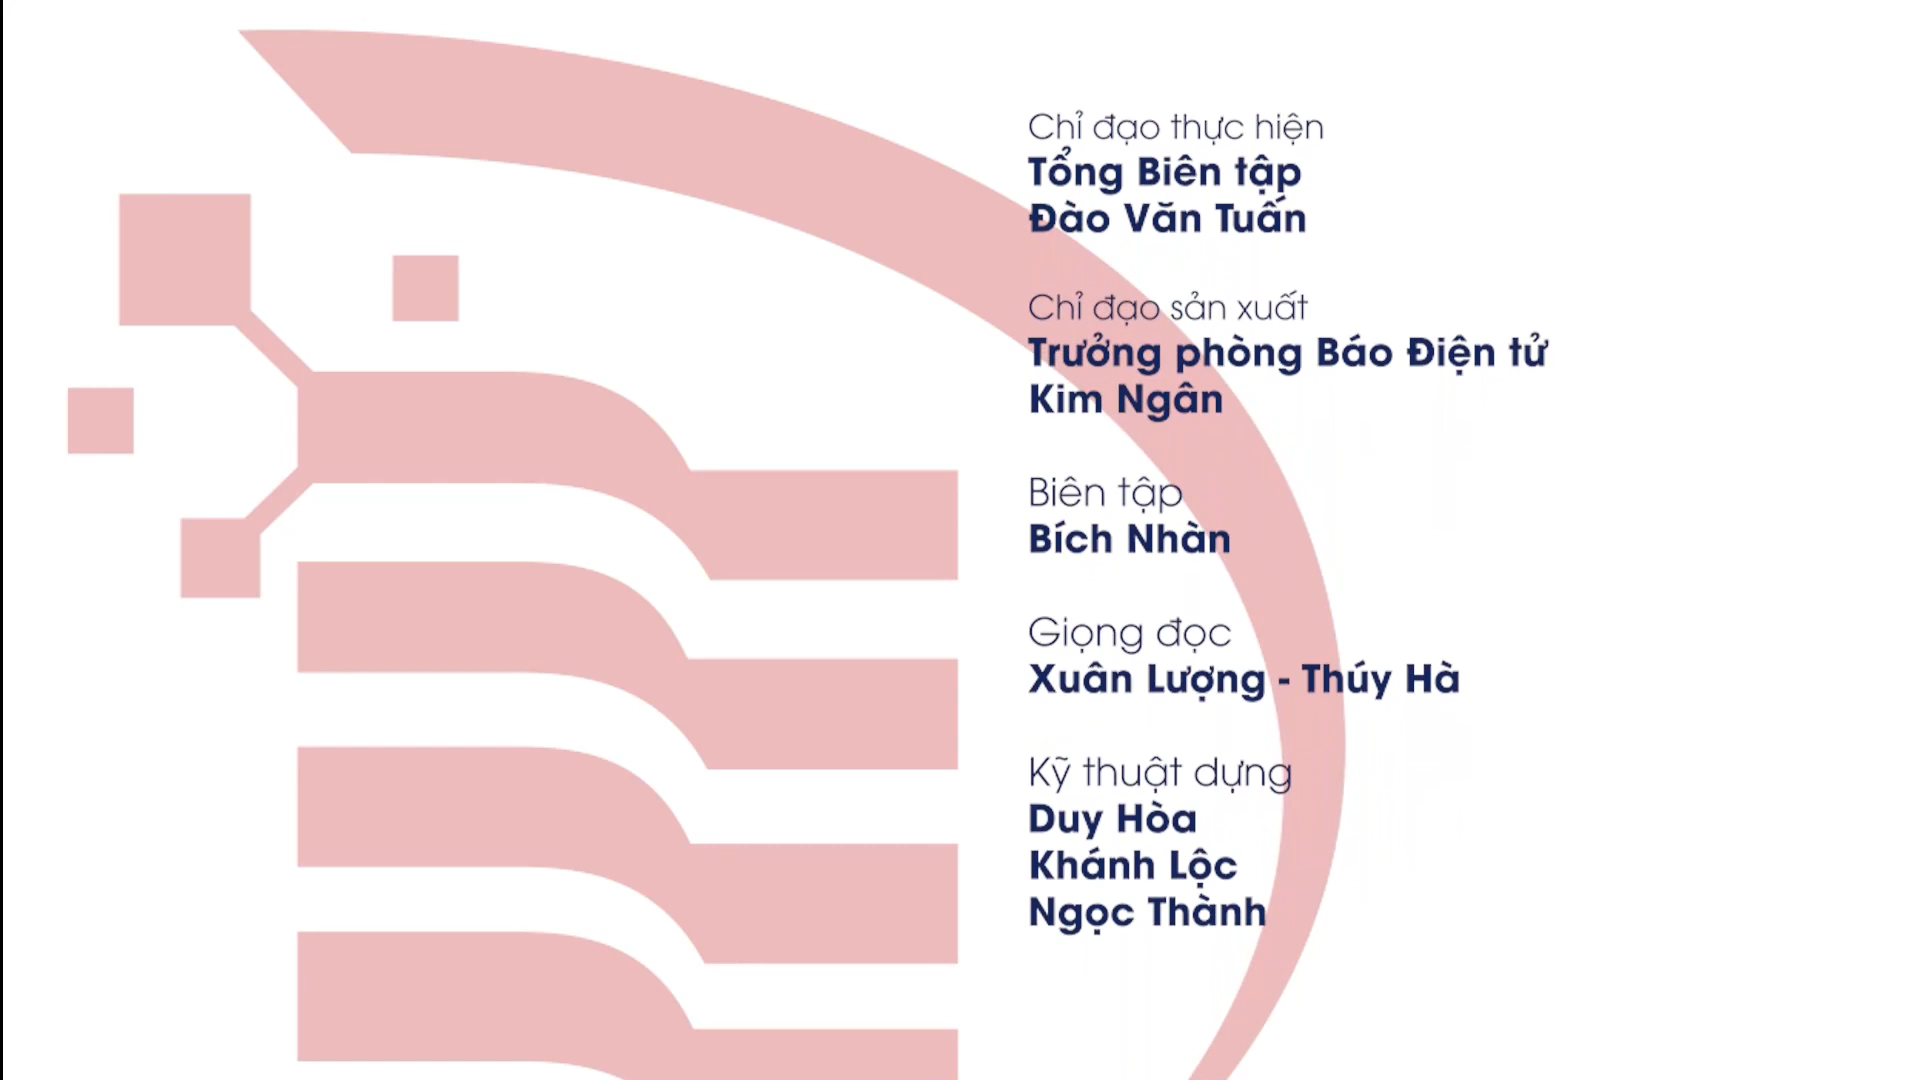 Chỉ đạo thực hiện
Tổng Biên tập
Đào Văn Tuấn
Chỉ đạo sản xuất
Trưởng phòng Báo Điện tử
Kim Ngân
Biên tập
Bích Nhàn
Giọng đọc
Xuân Lượng - Thúy Hà
Kỹ thuật dựng
Duy Hòa
Khánh Lộc
Ngọc Thành